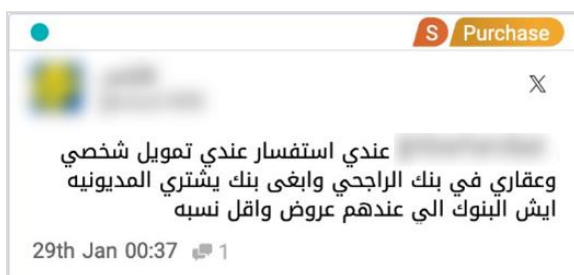 S Purchase
𝕏
عندي استفسار عندي تمويل شخصي
وعقاري في بنك الراجحي وابغى بنك يشتري المديونيه
ايش البنوك الي عندهم عروض واقل نسبه
29th Jan 00:37 1